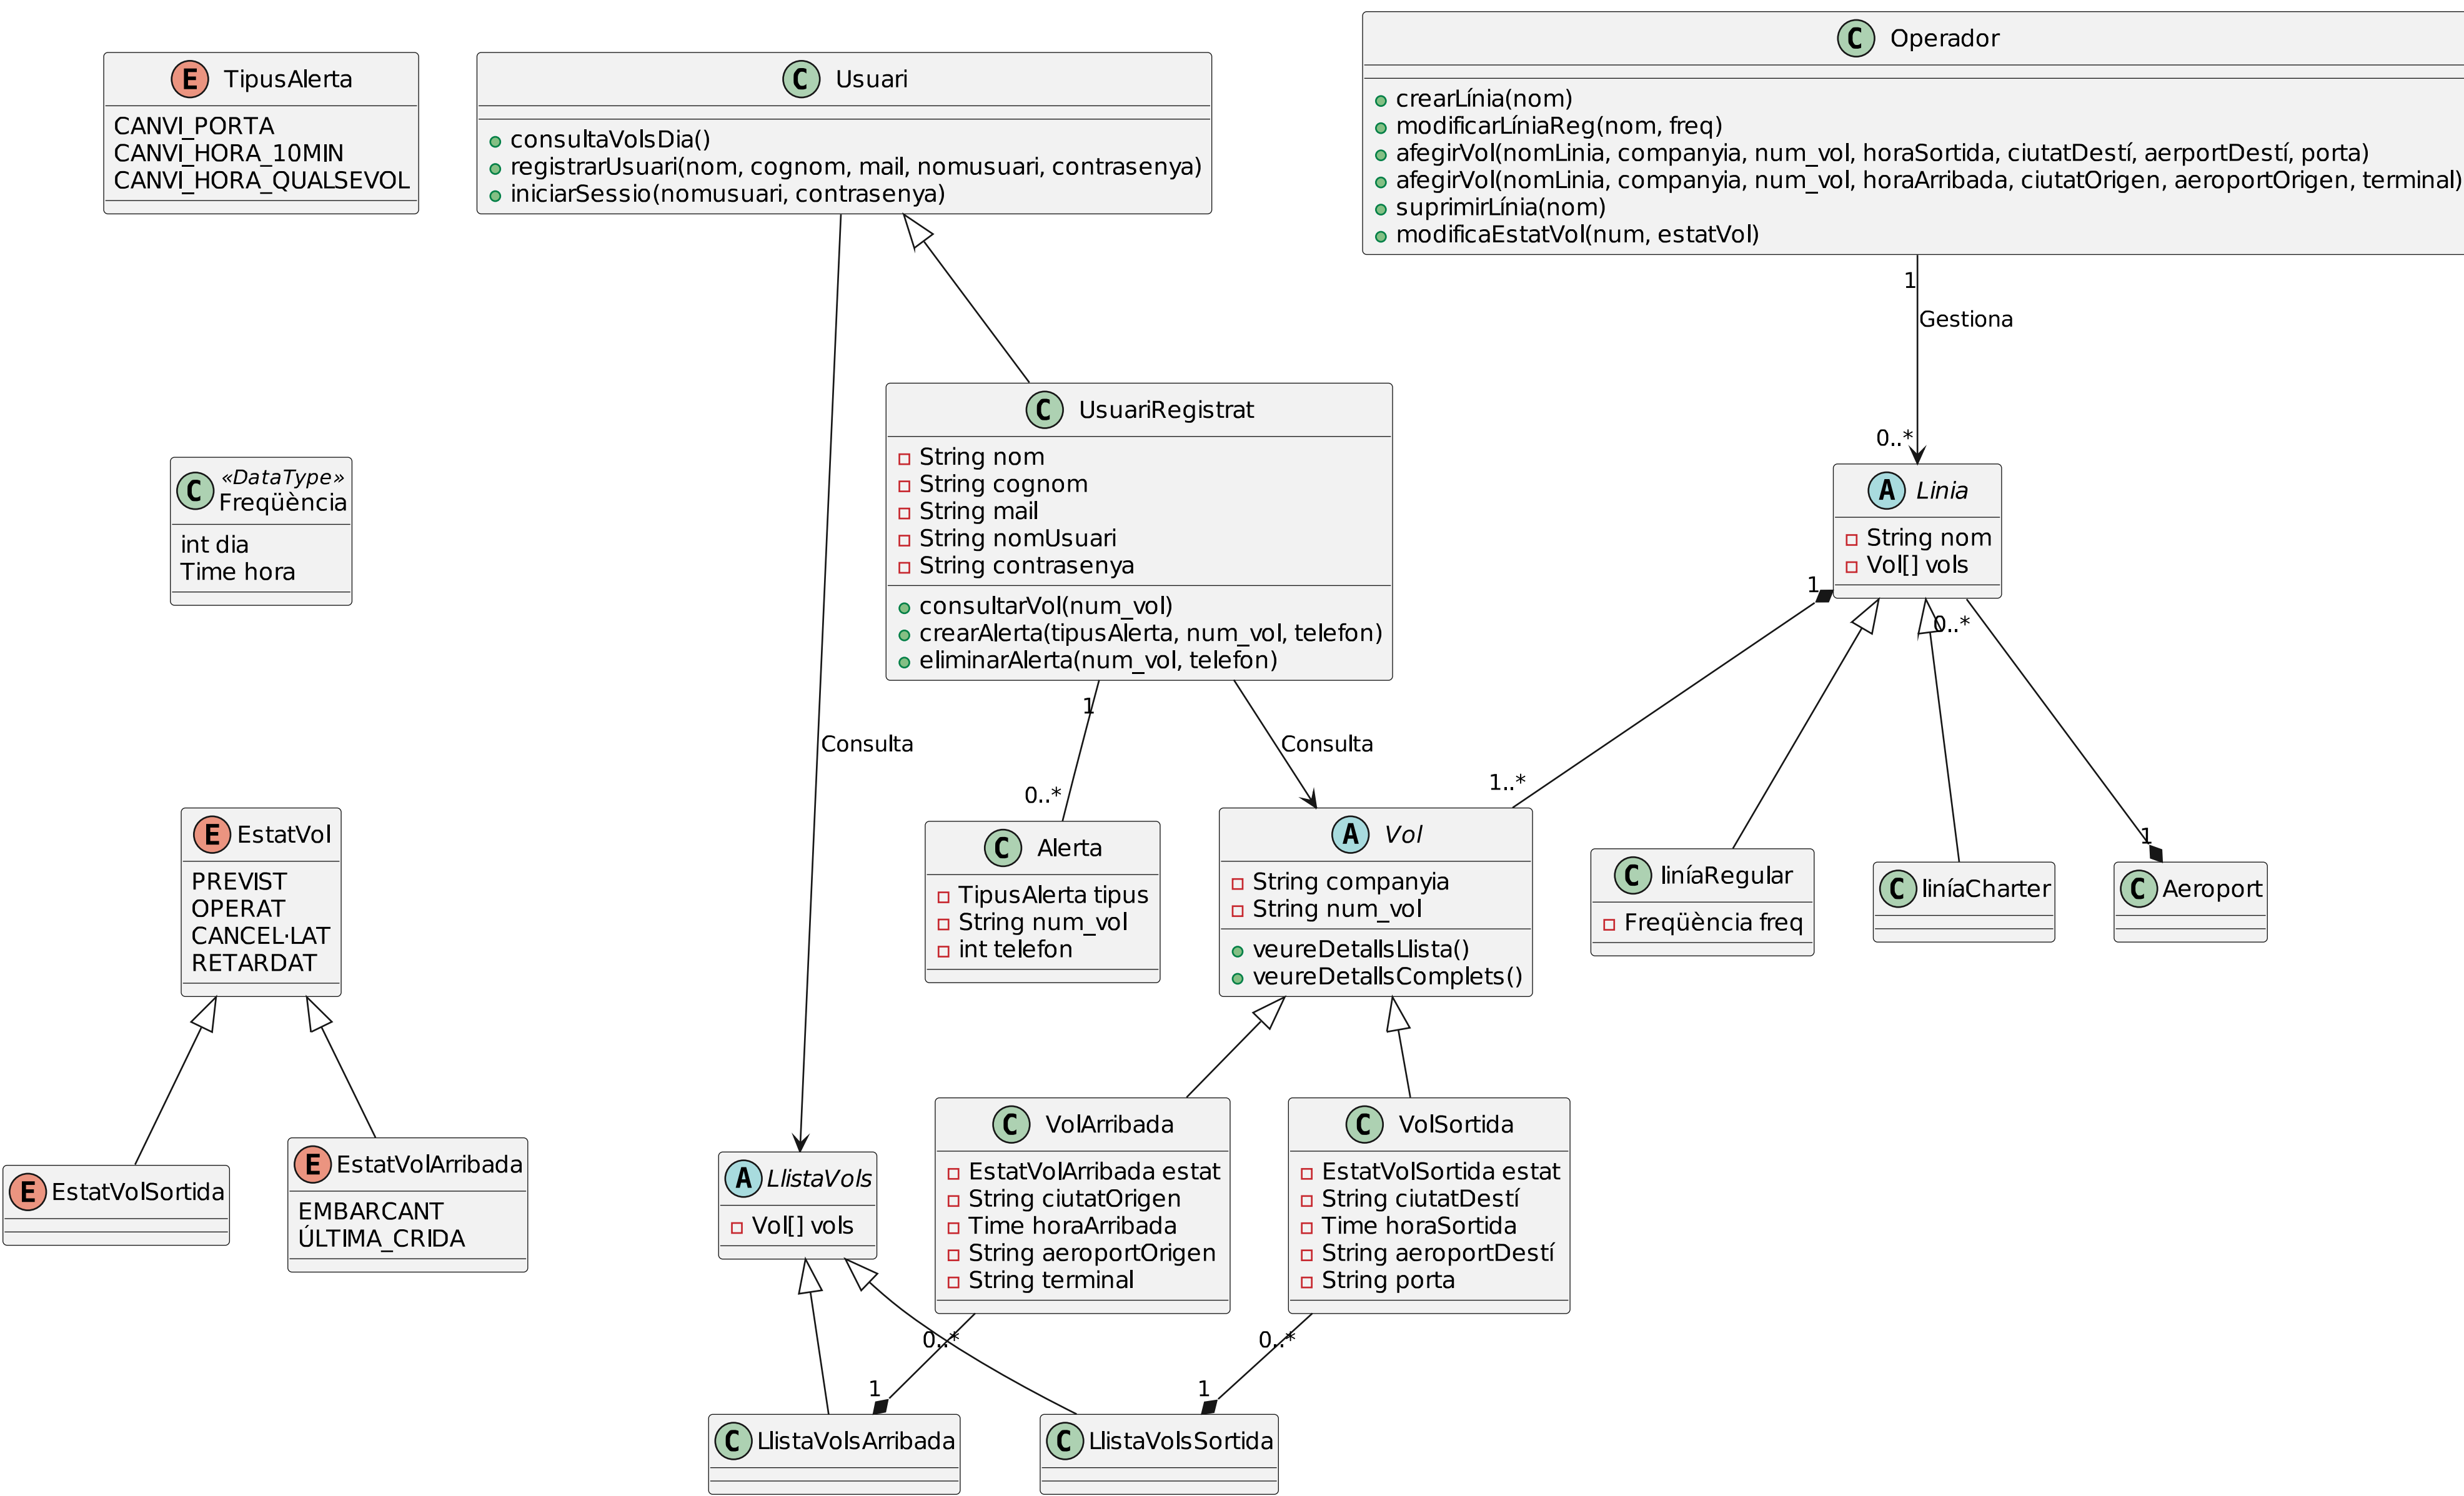 E TipusAlerta
CANVI_PORTA
CANVI_HORA_10MIN
CANVI_HORA_QUALSEVOL
C Usuari
consultaVolsDia()
registrarUsuari(nom, cognom, mail, nomusuari, contrasenya)
iniciarSessio(nomusuari, contrasenya)
C Operador
crearLínia(nom)
modificarLíniaReg(nom, freq)
afegirVol(nomLinia, companyia, num_vol, horaSortida, ciutatDestí, aerportDestí, porta)
afegirVol(nomLinia, companyia, num_vol, horaArribada, ciutatOrigen, aeroportOrigen, terminal)
suprimirLínia(nom)
modificaEstatVol(num, estatVol)
1
Gestiona
0..*
C «DataType»
Freqüència
int dia
Time hora
C UsuariRegistrat
String nom
String cognom
String mail
String nomUsuari
String contrasenya
consultarVol(num_vol)
crearAlerta(tipusAlerta, num_vol, telefon)
eliminarAlerta(num_vol, telefon)
A Linia
String nom
Vol[] vols
1
0..*
1
Consulta
Consulta
0..*
1..*
1
E EstatVol
PREVIST
OPERAT
CANCEL·LAT
RETARDAT
C Alerta
TipusAlerta tipus
String num_vol
int telefon
A Vol
String companyia
String num_vol
veureDetallsLlista()
veureDetallsComplets()
C liníaRegular
Freqüència freq
C liníaCharter
C Aeroport
E EstatVolSortida
E EstatVolArribada
EMBARCANT
ÚLTIMA_CRIDA
A LlistaVols
Vol[] vols
C VolArribada
EstatVolArribada estat
String ciutatOrigen
Time horaArribada
String aeroportOrigen
String terminal
C VolSortida
EstatVolSortida estat
String ciutatDestí
Time horaSortida
String aeroportDestí
String porta
0..*
0..*
1
1
C LlistaVolsArribada
C LlistaVolsSortida